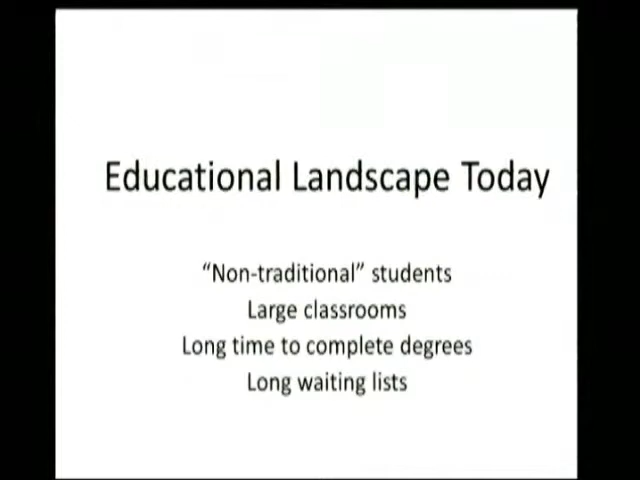 Educational Landscape Today
“Non-traditional” students
Large classrooms
Long time to complete degrees
Long waiting lists